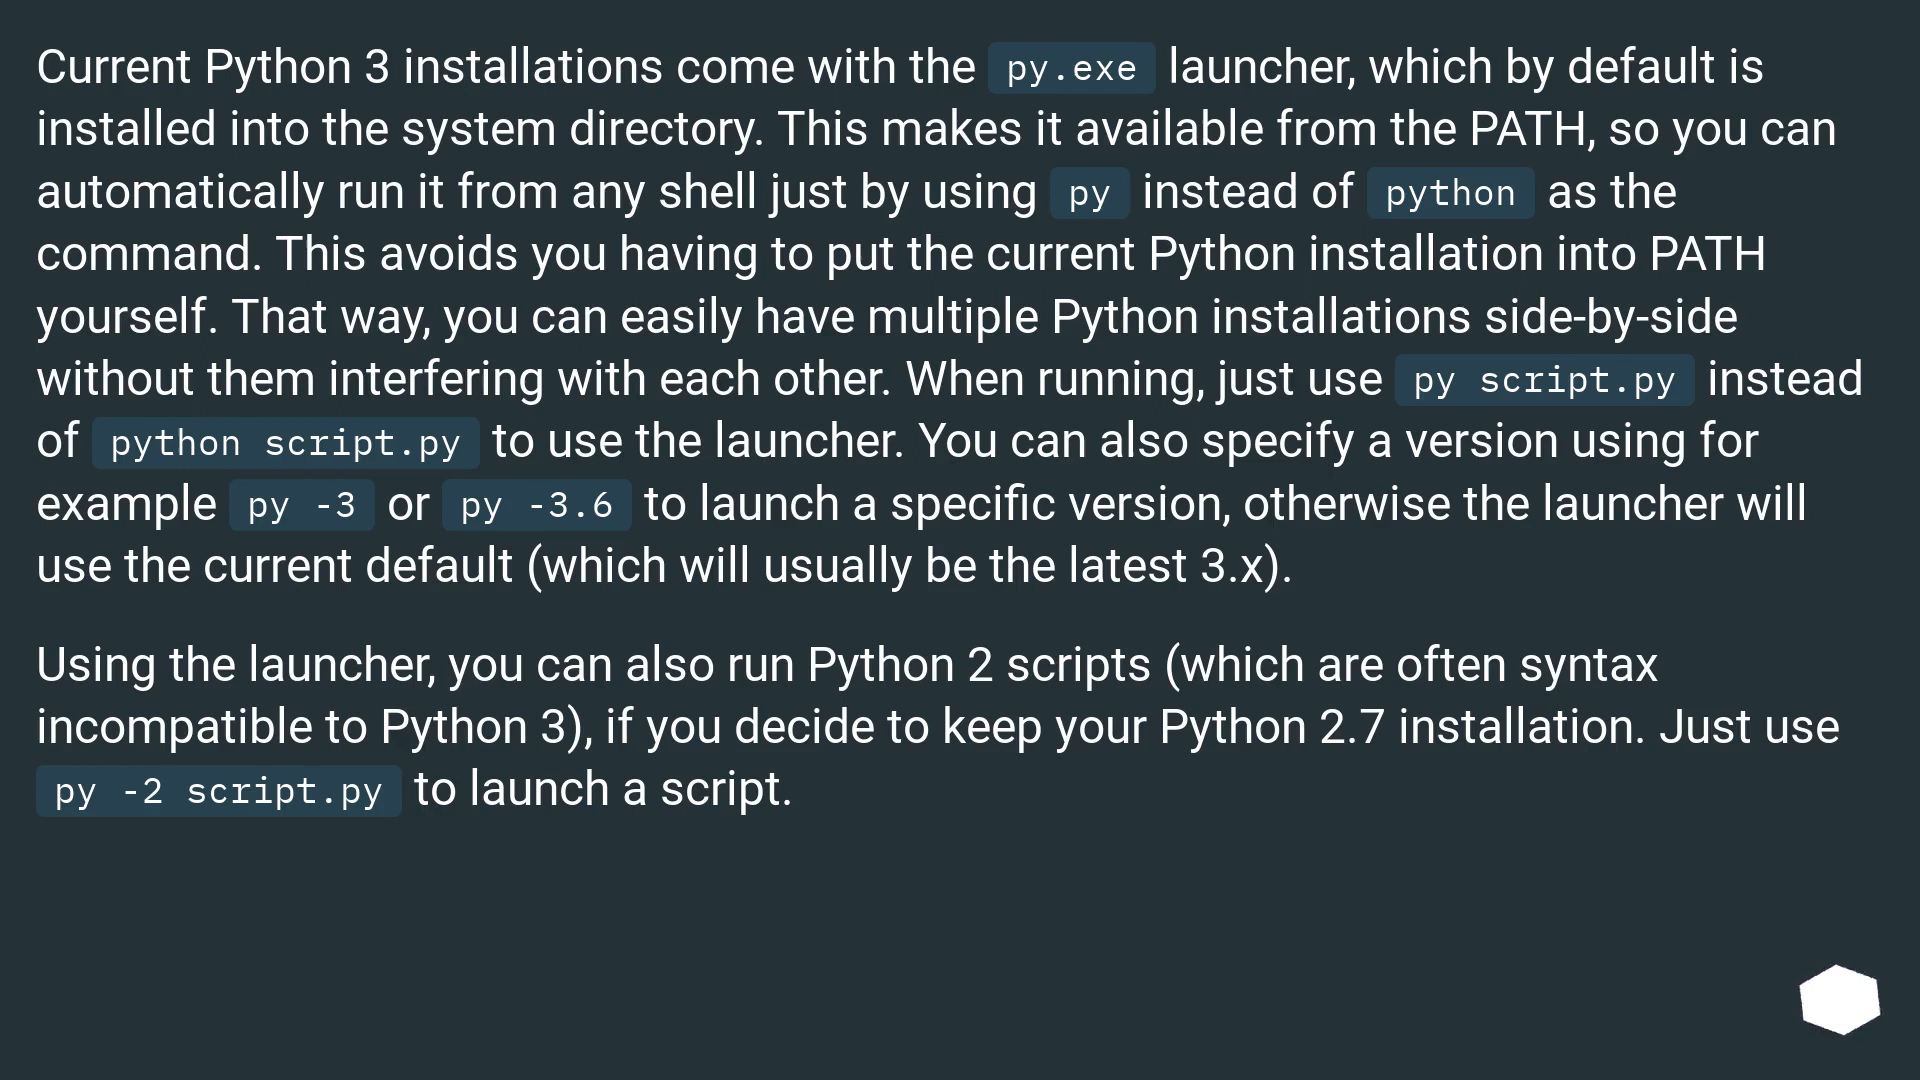 Current Python 3 installations come with the py.exe launcher, which by default is
installed into the system directory. This makes it available from the PATH, so you can
automatically run it from any shell just by using py instead of python as the
command. This avoids you having to put the current Python installation into PATH
yourself. That way, you can easily have multiple Python installations side-by-side
without them interfering with each other. When running, just use py script.py instead
of python script.py to use the launcher. You can also specify a version using for
example py -3 or py -3.6 to launch a specific version, otherwise the launcher will
use the current default (which will usually be the latest 3.x).
Using the launcher, you can also run Python 2 scripts (which are often syntax
incompatible to Python 3), if you decide to keep your Python 2.7 installation. Just use
py -2 script.py to launch a script.